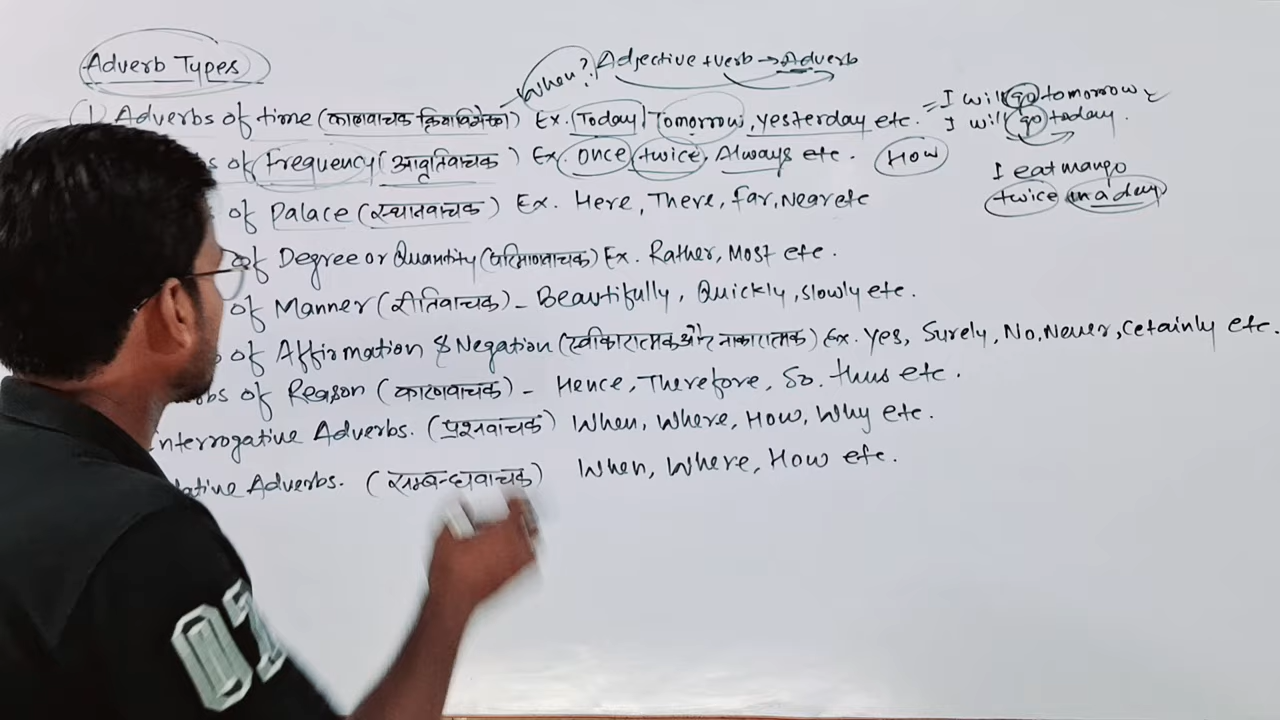 Adverb Types
When? Adjective + verb → Adverb
(1) Adverbs of time (कालवाचक क्रियाविशेषण) Ex. Today, Tomorrow, yesterday etc. = I will go tomorrow
I will go today.
of Frequency (आवृतिवाचक) Ex. once twice, Always etc. How
I eat mango
twice in a day
of Palace (स्थानवाचक) Ex. Here, There, far, Near etc
of Degree or Quantity (परिमाणवाचक) Ex. Rather, Most etc.
of Manner (रीतिवाचक) - Beautifully, Quickly, slowly etc.
of Affirmation & Negation (स्वीकारात्मक और नाकारात्मक) Ex. Yes, Surely, No, Never, Cetainly etc.
bs of Reason (कारणवाचक) - Hence, Therefore, So, thus etc.
Interrogative Adverbs. (प्रश्नवाचक) When, Where, How, Why etc.
lative Adverbs. (सम्बन्धवाचक) When, Where, How etc.
07